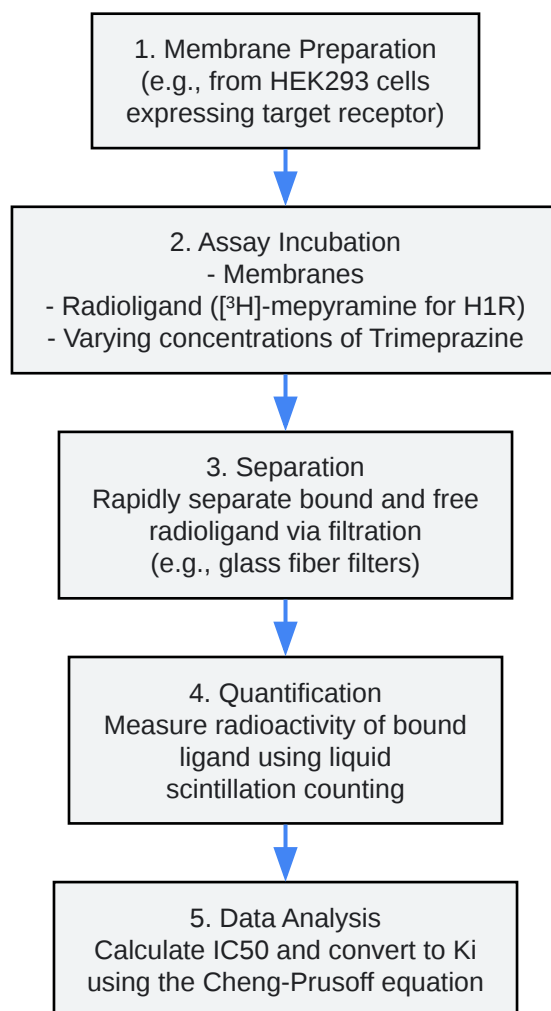 1. Membrane Preparation
(e.g., from HEK293 cells
expressing target receptor)
2. Assay Incubation
- Membranes
- Radioligand ([³H]-mepyramine for H1R)
- Varying concentrations of Trimeprazine
3. Separation
Rapidly separate bound and free
radioligand via filtration
(e.g., glass fiber filters)
4. Quantification
Measure radioactivity of bound
ligand using liquid
scintillation counting
5. Data Analysis
Calculate IC50 and convert to Ki
using the Cheng-Prusoff equation